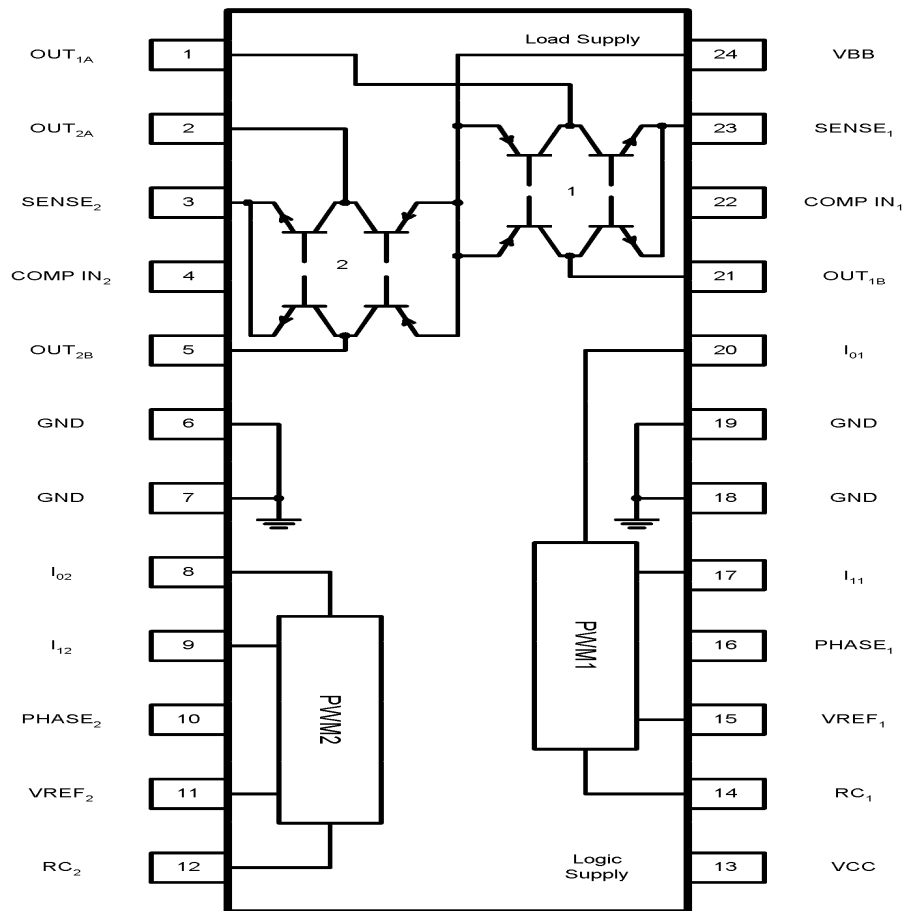 Load Supply
OUT1A 1 24 VBB
OUT2A 2 23 SENSE1
1
SENSE2 3 22 COMP IN1
2
COMP IN2 4 21 OUT1B
OUT2B 5 20 I01
GND 6 19 GND
GND 7 18 GND
I02 8 17 I11
PWM1
I12 9 16 PHASE1
PWM2
PHASE2 10 15 VREF1
VREF2 11 14 RC1
RC2 12 13 VCC
Logic
Supply